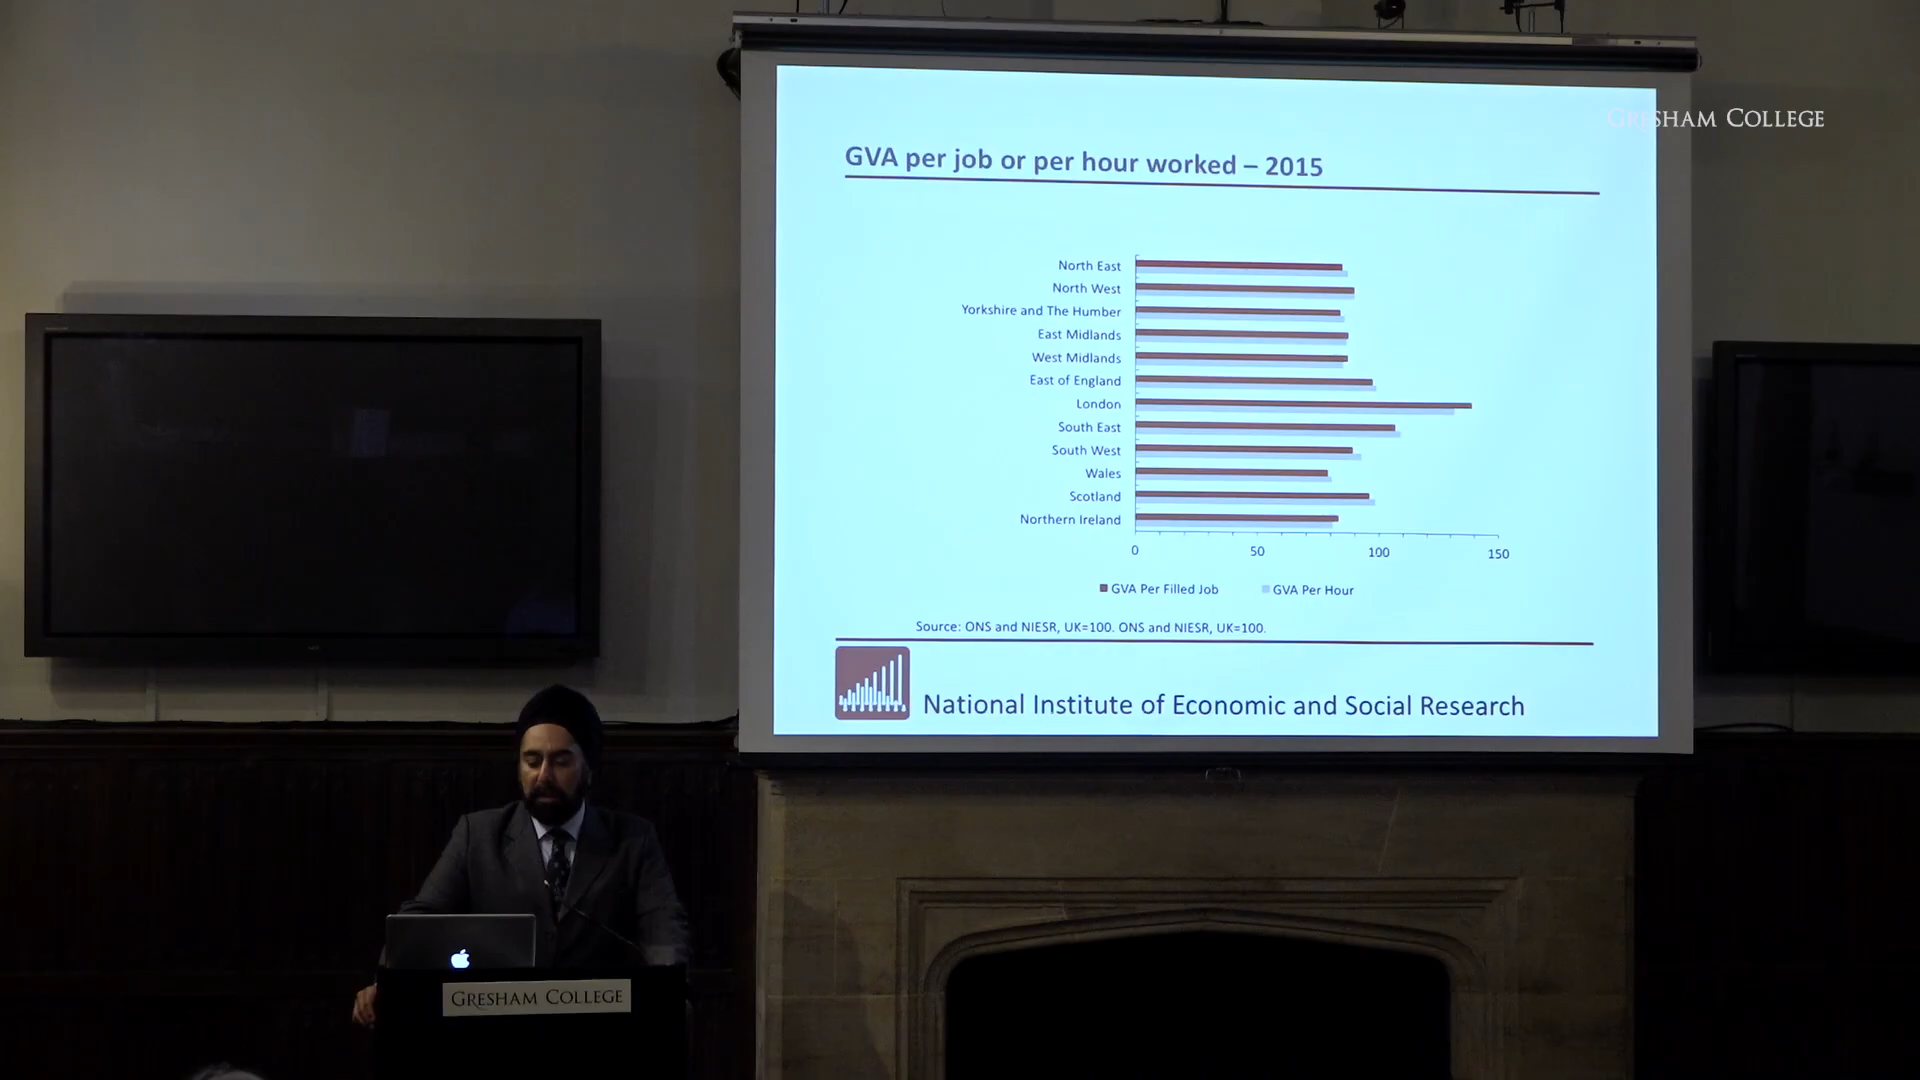 GRESHAM COLLEGE
GVA per job or per hour worked – 2015
North East
North West
Yorkshire and The Humber
East Midlands
West Midlands
East of England
London
South East
South West
Wales
Scotland
Northern Ireland
0 50 100 150
GVA Per Filled Job GVA Per Hour
Source: ONS and NIESR, UK=100. ONS and NIESR, UK=100.
National Institute of Economic and Social Research
GRESHAM COLLEGE